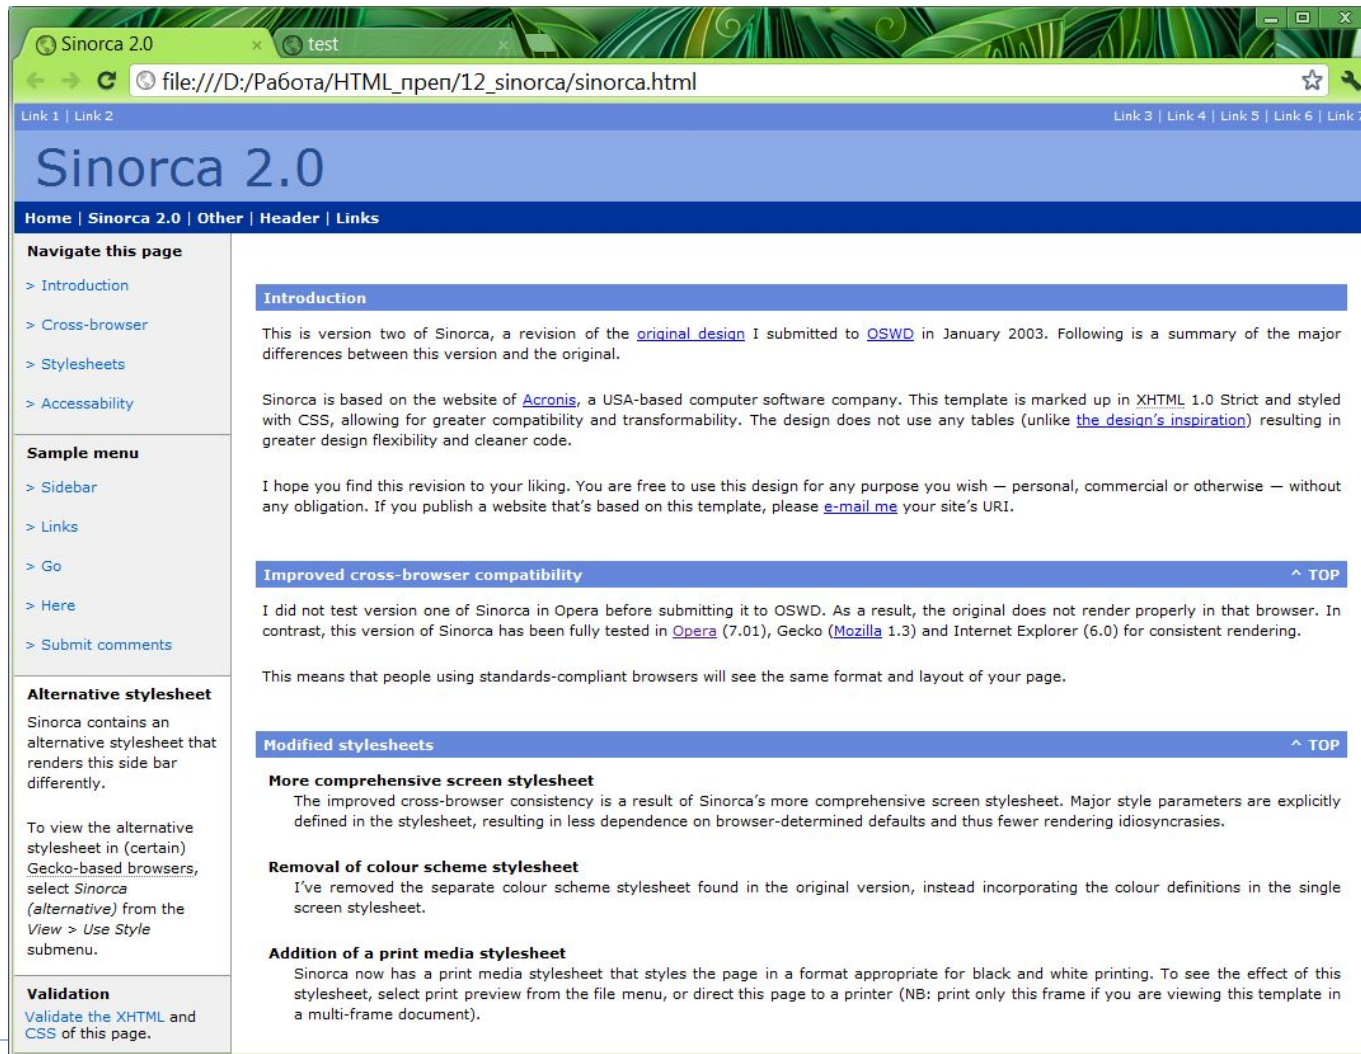 Sinorca 2.0
test
file:///D:/Работа/HTML_преп/12_sinorca/sinorca.html
Link 1 | Link 2
Link 3 | Link 4 | Link 5 | Link 6 | Link 7
Sinorca 2.0
Home | Sinorca 2.0 | Other | Header | Links
Navigate this page
> Introduction
> Cross-browser
> Stylesheets
> Accessability
Sample menu
> Sidebar
> Links
> Go
> Here
> Submit comments
Alternative stylesheet
Sinorca contains an
alternative stylesheet that
renders this side bar
differently.
To view the alternative
stylesheet in (certain)
Gecko-based browsers,
select Sinorca
(alternative) from the
View > Use Style
submenu.
Validation
Validate the XHTML and
CSS of this page.
Introduction
This is version two of Sinorca, a revision of the original design I submitted to OSWD in January 2003. Following is a summary of the major
differences between this version and the original.
Sinorca is based on the website of Acronis, a USA-based computer software company. This template is marked up in XHTML 1.0 Strict and styled
with CSS, allowing for greater compatibility and transformability. The design does not use any tables (unlike the design's inspiration) resulting in
greater design flexibility and cleaner code.
I hope you find this revision to your liking. You are free to use this design for any purpose you wish — personal, commercial or otherwise — without
any obligation. If you publish a website that's based on this template, please e-mail me your site's URI.
Improved cross-browser compatibility ^ TOP
I did not test version one of Sinorca in Opera before submitting it to OSWD. As a result, the original does not render properly in that browser. In
contrast, this version of Sinorca has been fully tested in Opera (7.01), Gecko (Mozilla 1.3) and Internet Explorer (6.0) for consistent rendering.
This means that people using standards-compliant browsers will see the same format and layout of your page.
Modified stylesheets ^ TOP
More comprehensive screen stylesheet
The improved cross-browser consistency is a result of Sinorca's more comprehensive screen stylesheet. Major style parameters are explicitly
defined in the stylesheet, resulting in less dependence on browser-determined defaults and thus fewer rendering idiosyncrasies.
Removal of colour scheme stylesheet
I've removed the separate colour scheme stylesheet found in the original version, instead incorporating the colour definitions in the single
screen stylesheet.
Addition of a print media stylesheet
Sinorca now has a print media stylesheet that styles the page in a format appropriate for black and white printing. To see the effect of this
stylesheet, select print preview from the file menu, or direct this page to a printer (NB: print only this frame if you are viewing this template in
a multi-frame document).